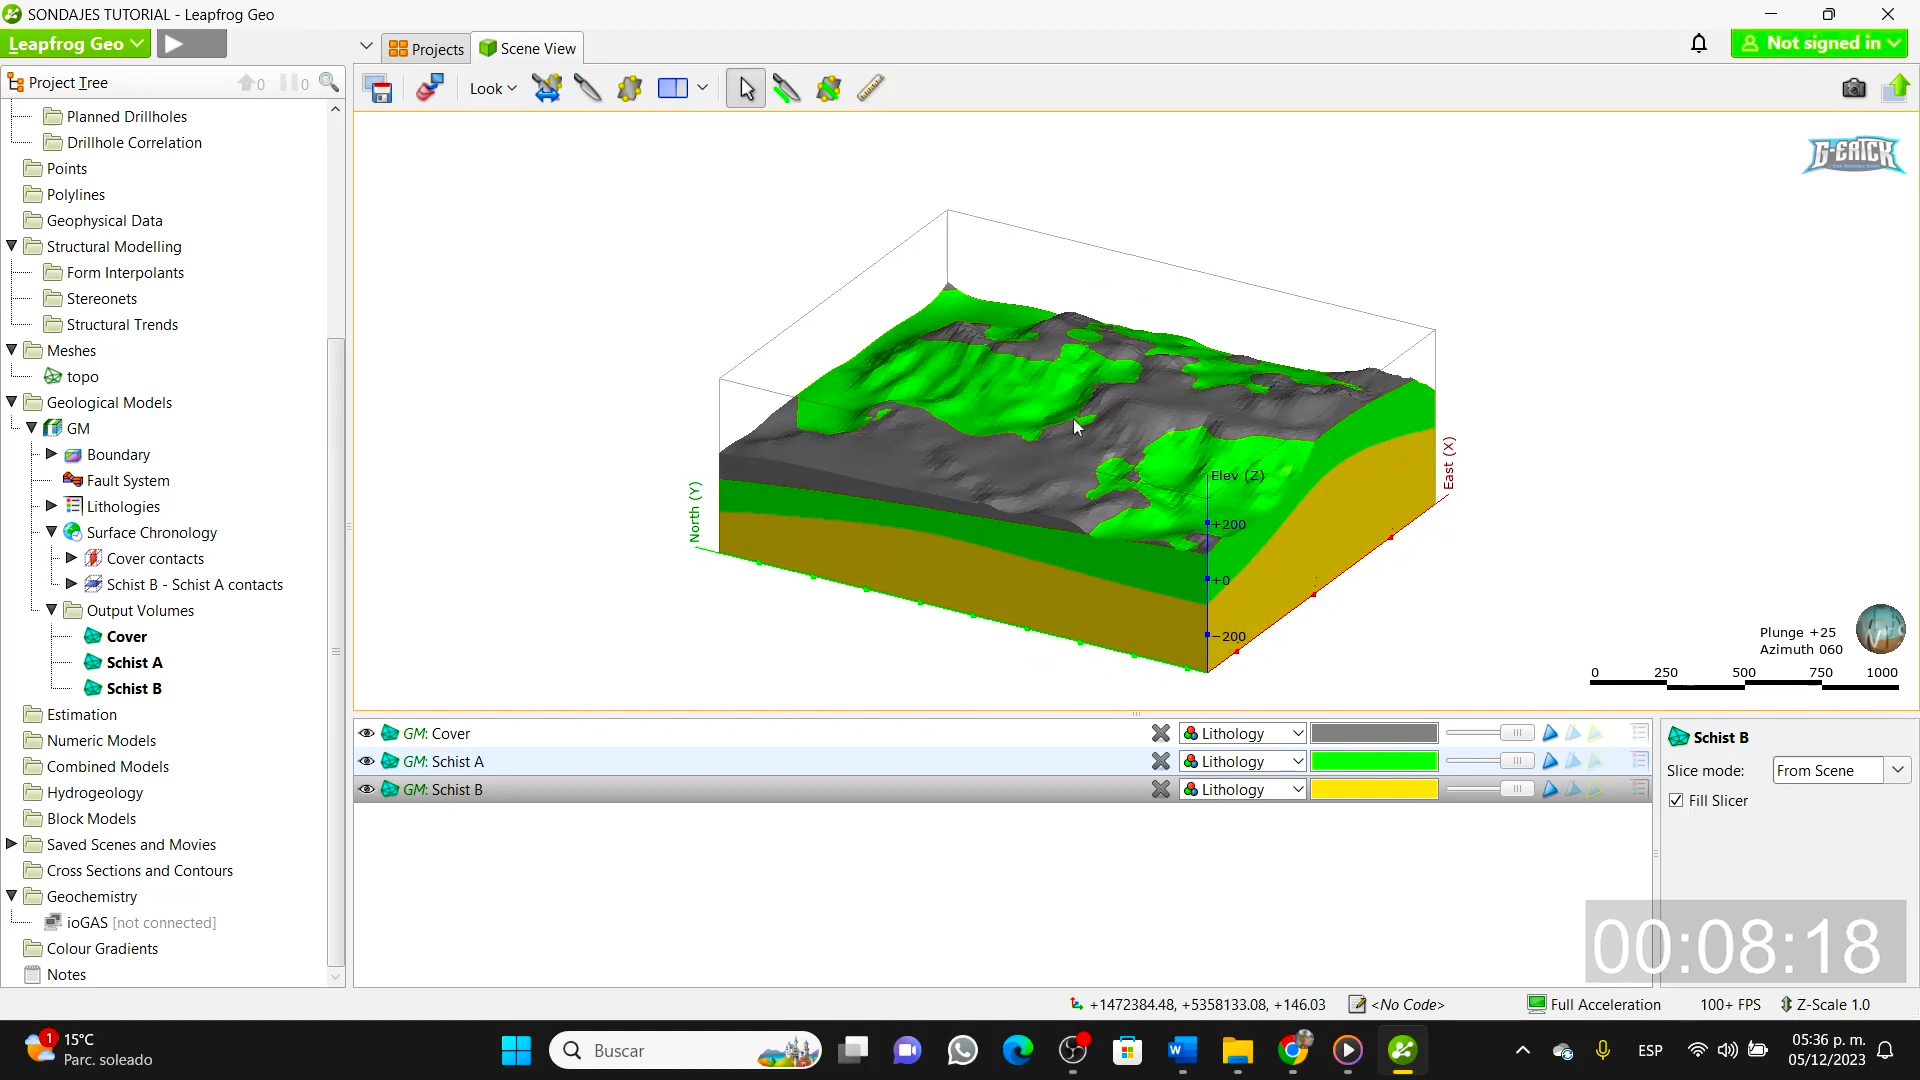 SONDAJES TUTORIAL - Leapfrog Geo
Leapfrog Geo
Projects
Scene View
Not signed in
Project Tree
0
0
Look
Planned Drillholes
Drillhole Correlation
Points
Polylines
Geophysical Data
Structural Modelling
Form Interpolants
Stereonets
Structural Trends
Meshes
topo
Geological Models
GM
Boundary
Fault System
Lithologies
Surface Chronology
Cover contacts
Schist B - Schist A contacts
Output Volumes
Cover
Schist A
Schist B
Estimation
Numeric Models
Combined Models
Hydrogeology
Block Models
Saved Scenes and Movies
Cross Sections and Contours
Geochemistry
ioGAS [not connected]
Colour Gradients
Notes
G-ERICK
North (Y)
East (X)
Elev (Z)
+200
+0
-200
Plunge +25
Azimuth 060
0 250 500 750 1000
GM: Cover
Lithology
GM: Schist A
Lithology
GM: Schist B
Lithology
Schist B
Slice mode: From Scene
Fill Slicer
00:08:18
+1472384.48, +5358133.08, +146.03
<No Code>
Full Acceleration
100+ FPS
Z-Scale 1.0
1
15°C
Parc. soleado
Buscar
ESP
05:36 p. m.
05/12/2023